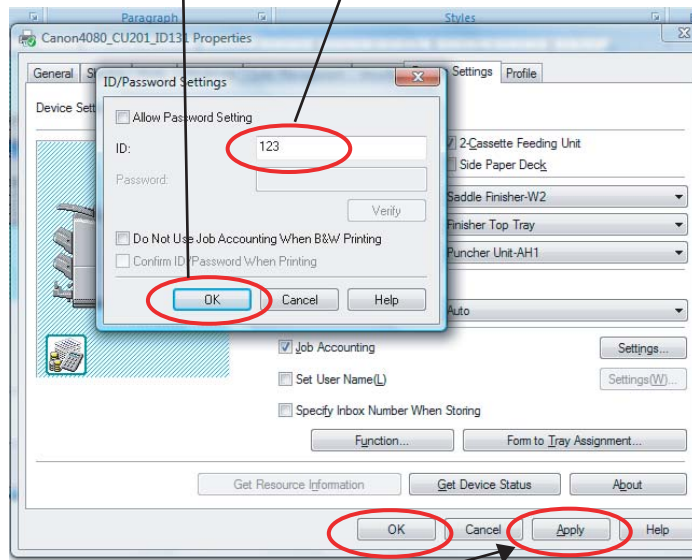 Paragraph Styles
Canon4080_CU201_ID131 Properties
General Settings Profile
ID/Password Settings
Device
Allow Password Setting
ID: 123
Password:
Verify
Do Not Use Job Accounting When B&W Printing
Confirm ID/Password When Printing
OK Cancel Help
2-Cassette Feeding Unit
Side Paper Deck
Saddle Finisher-W2
Finisher Top Tray
Puncher Unit-AH1
Auto
Job Accounting Settings...
Set User Name(L) Settings(W)...
Specify Inbox Number When Storing
Function... Form to Tray Assignment...
Get Resource Information Get Device Status About
OK Cancel Apply Help